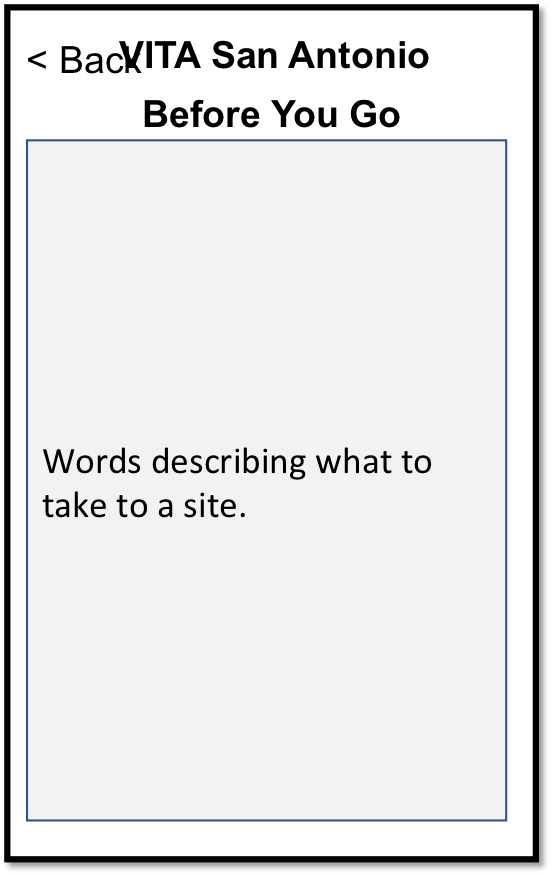 < Back
VITA San Antonio
Before You Go
Words describing what to
take to a site.